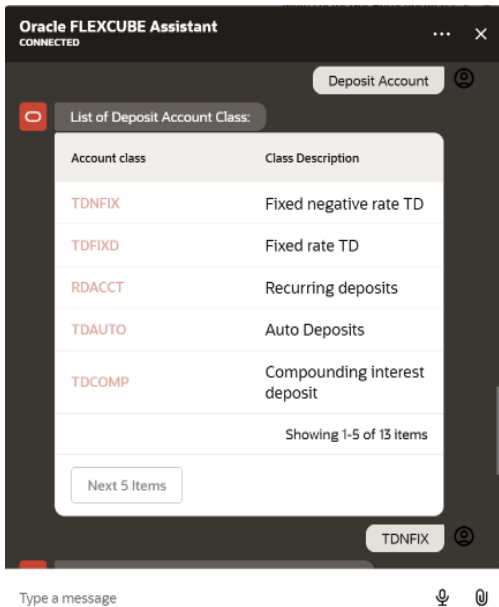 Oracle FLEXCUBE Assistant
CONNECTED
Deposit Account
List of Deposit Account Class:
Account class Class Description
TDNFIX Fixed negative rate TD
TDFIXD Fixed rate TD
RDACCT Recurring deposits
TDAUTO Auto Deposits
TDCOMP Compounding interest
deposit
Showing 1-5 of 13 items
Next 5 Items
TDNFIX
Type a message